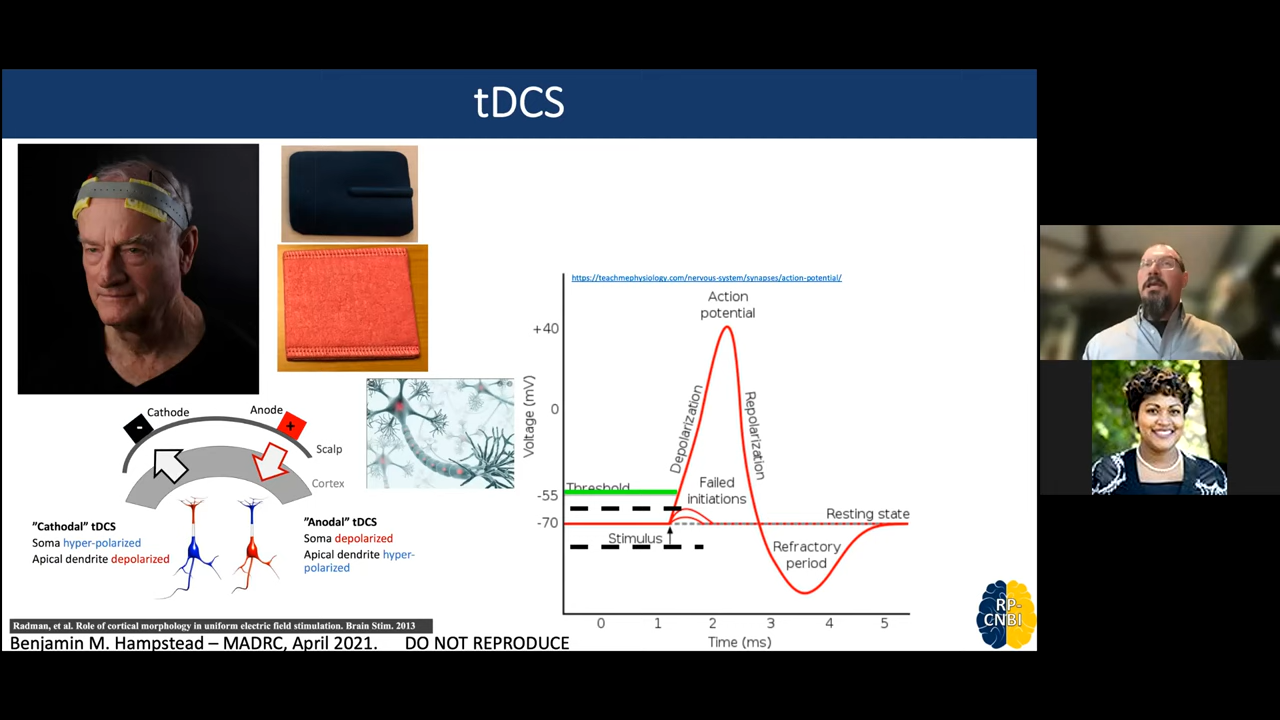 tDCS
https://teachmephysiology.com/nervous-system/synapses/action-potential/
Action
potential
+40
0
-55
-70
Voltage (mV)
Depolarization
Repolarization
Threshold
Failed
initiations
Stimulus
Resting state
Refractory
period
0 1 2 3 4 5
Time (ms)
Cathode
Anode
-
+
Scalp
Cortex
”Cathodal” tDCS
Soma hyper-polarized
Apical dendrite depolarized
”Anodal” tDCS
Soma depolarized
Apical dendrite hyper-
polarized
Radman, et al. Role of cortical morphology in uniform electric field stimulation. Brain Stim. 2013
Benjamin M. Hampstead – MADRC, April 2021. DO NOT REPRODUCE
RP-
CNBI